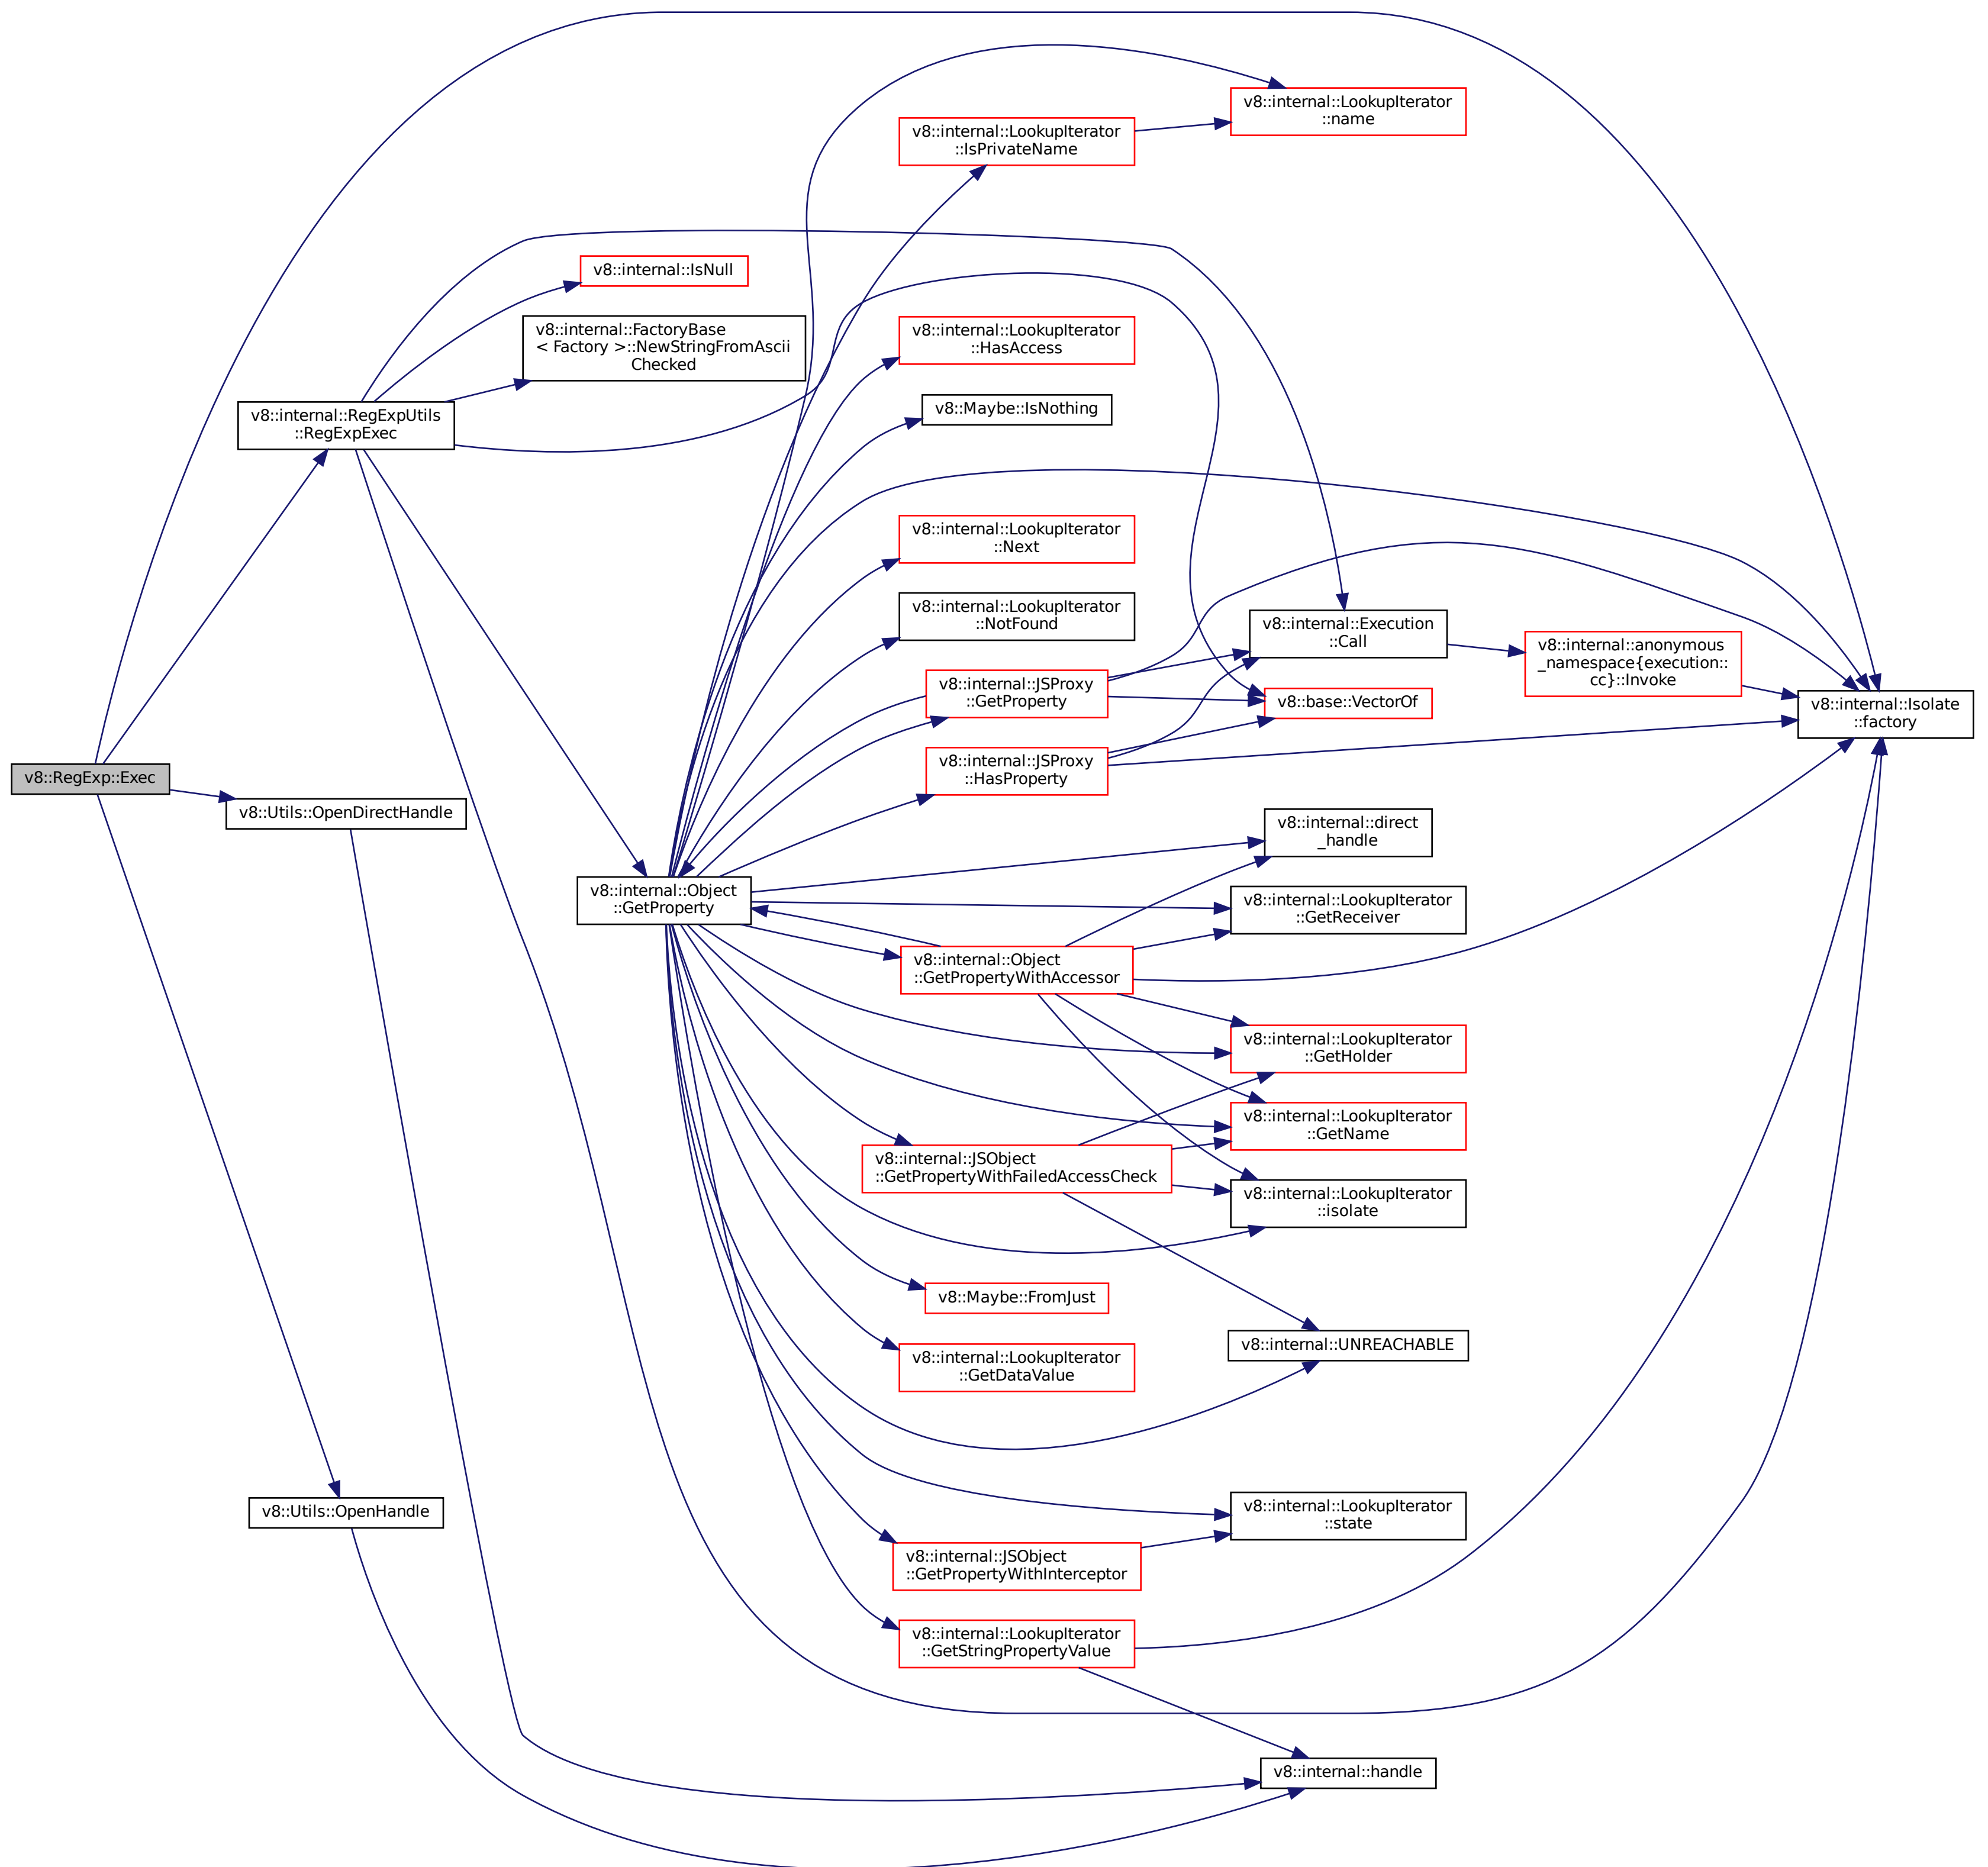 v8::RegExp::Exec
v8::internal::RegExpUtils
::RegExpExec
v8::Utils::OpenDirectHandle
v8::Utils::OpenHandle
v8::internal::IsNull
v8::internal::FactoryBase
< Factory >::NewStringFromAscii
Checked
v8::internal::Object
::GetProperty
v8::internal::LookupIterator
::IsPrivateName
v8::internal::LookupIterator
::HasAccess
v8::Maybe::IsNothing
v8::internal::LookupIterator
::Next
v8::internal::LookupIterator
::NotFound
v8::internal::JSProxy
::GetProperty
v8::internal::JSProxy
::HasProperty
v8::internal::Object
::GetPropertyWithAccessor
v8::internal::JSObject
::GetPropertyWithFailedAccessCheck
v8::Maybe::FromJust
v8::internal::LookupIterator
::GetDataValue
v8::internal::JSObject
::GetPropertyWithInterceptor
v8::internal::LookupIterator
::GetStringPropertyValue
v8::internal::LookupIterator
::name
v8::internal::Execution
::Call
v8::base::VectorOf
v8::internal::direct
_handle
v8::internal::LookupIterator
::GetReceiver
v8::internal::LookupIterator
::GetHolder
v8::internal::LookupIterator
::GetName
v8::internal::LookupIterator
::isolate
v8::internal::UNREACHABLE
v8::internal::LookupIterator
::state
v8::internal::handle
v8::internal::anonymous
_namespace{execution::
cc}::Invoke
v8::internal::Isolate
::factory